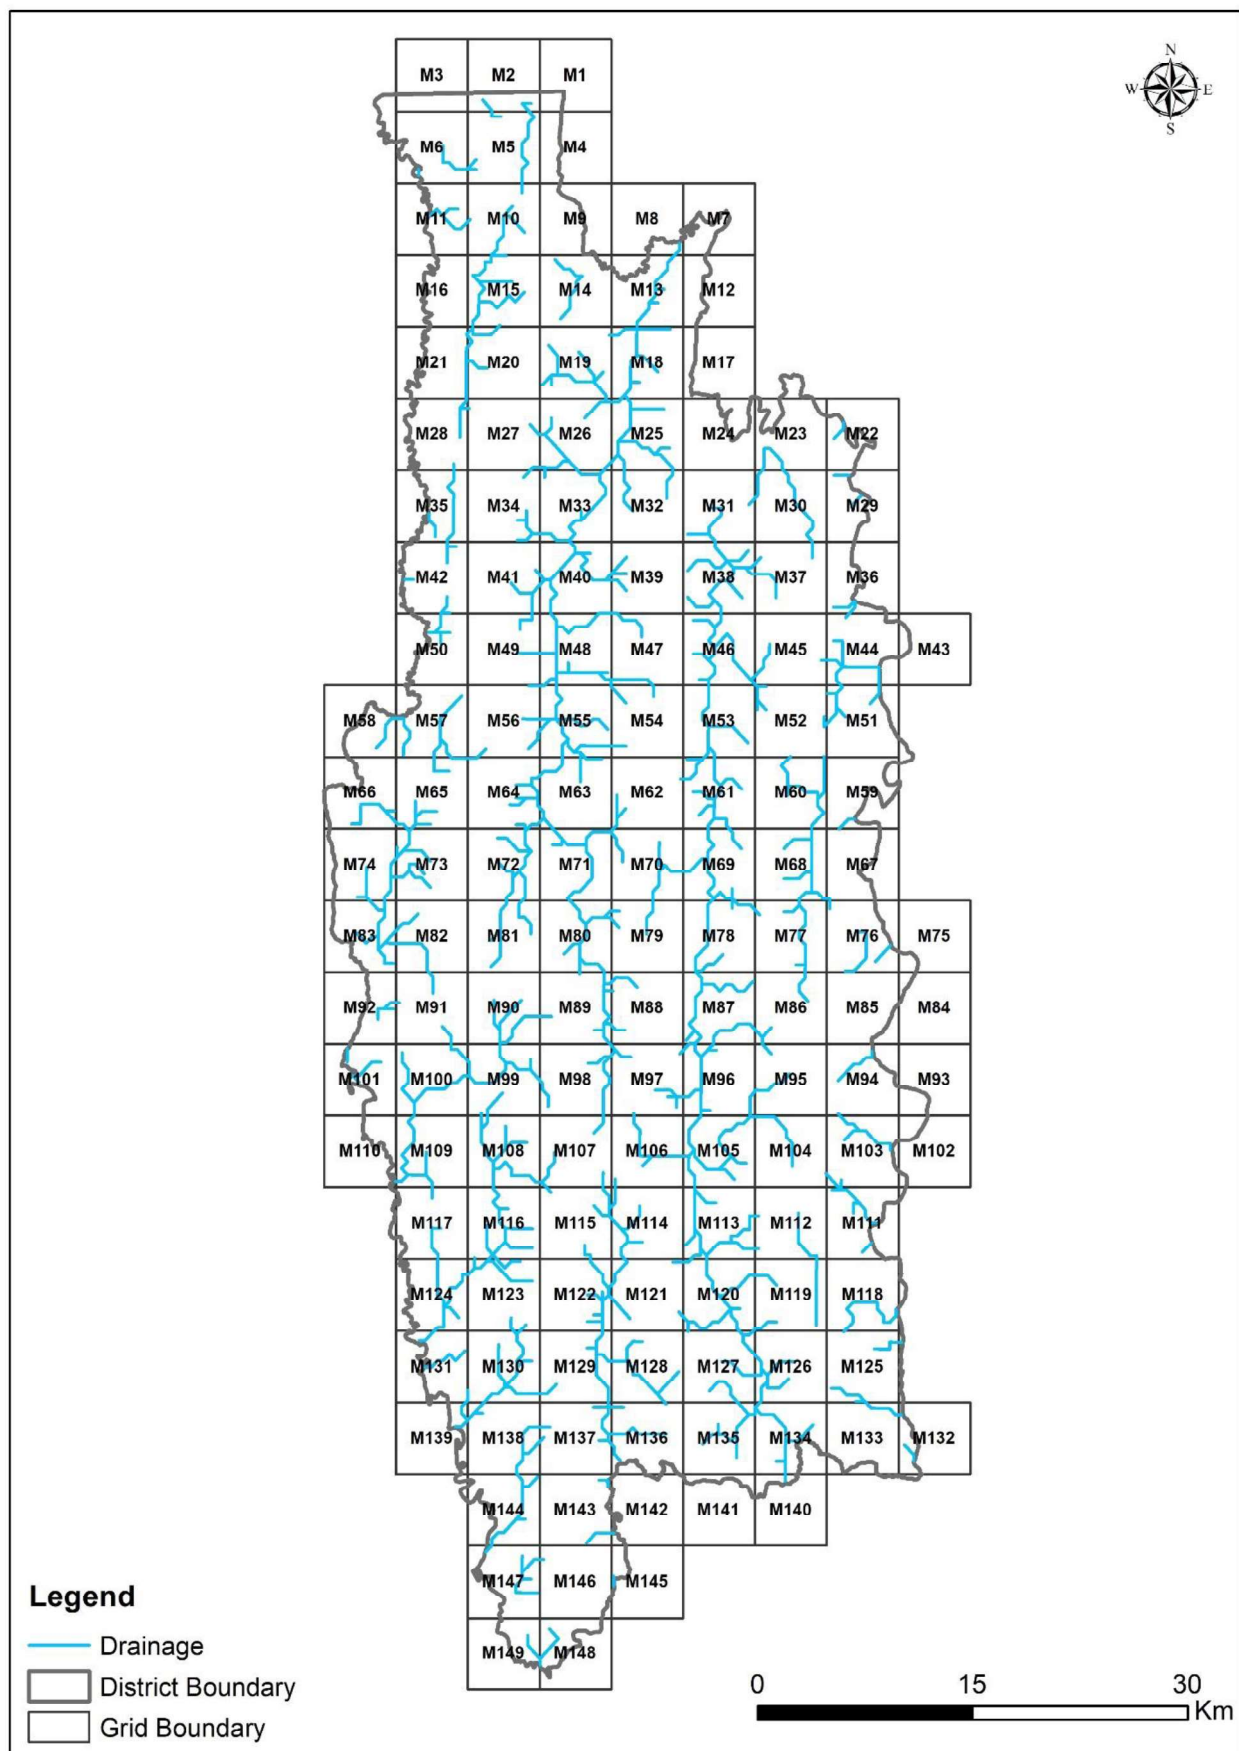 N
W E
S
M3 M2 M1
M6 M5 M4
M11 M10 M9 M8 M7
M16 M15 M14 M13 M12
M21 M20 M19 M18 M17
M28 M27 M26 M25 M24 M23 M22
M35 M34 M33 M32 M31 M30 M29
M42 M41 M40 M39 M38 M37 M36
M50 M49 M48 M47 M46 M45 M44 M43
M58 M57 M56 M55 M54 M53 M52 M51
M66 M65 M64 M63 M62 M61 M60 M59
M74 M73 M72 M71 M70 M69 M68 M67
M83 M82 M81 M80 M79 M78 M77 M76 M75
M92 M91 M90 M89 M88 M87 M86 M85 M84
M101 M100 M99 M98 M97 M96 M95 M94 M93
M110 M109 M108 M107 M106 M105 M104 M103 M102
M117 M116 M115 M114 M113 M112 M111
M124 M123 M122 M121 M120 M119 M118
M131 M130 M129 M128 M127 M126 M125
M139 M138 M137 M136 M135 M134 M133 M132
M144 M143 M142 M141 M140
M147 M146 M145
M149 M148
Legend
Drainage
District Boundary
Grid Boundary
0 15 30
Km